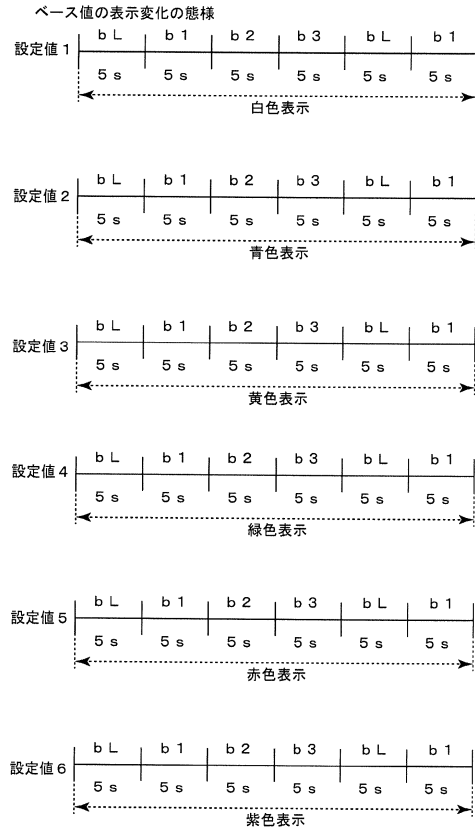 ベース値の表示変化の態様
ｂＬ ｂ１ ｂ２ ｂ３ ｂＬ ｂ１
設定値１
５ｓ ５ｓ ５ｓ ５ｓ ５ｓ ５ｓ
白色表示
ｂＬ ｂ１ ｂ２ ｂ３ ｂＬ ｂ１
設定値２
５ｓ ５ｓ ５ｓ ５ｓ ５ｓ ５ｓ
青色表示
ｂＬ ｂ１ ｂ２ ｂ３ ｂＬ ｂ１
設定値３
５ｓ ５ｓ ５ｓ ５ｓ ５ｓ ５ｓ
黄色表示
ｂＬ ｂ１ ｂ２ ｂ３ ｂＬ ｂ１
設定値４
５ｓ ５ｓ ５ｓ ５ｓ ５ｓ ５ｓ
緑色表示
ｂＬ ｂ１ ｂ２ ｂ３ ｂＬ ｂ１
設定値５
５ｓ ５ｓ ５ｓ ５ｓ ５ｓ ５ｓ
赤色表示
ｂＬ ｂ１ ｂ２ ｂ３ ｂＬ ｂ１
設定値６
５ｓ ５ｓ ５ｓ ５ｓ ５ｓ ５ｓ
紫色表示